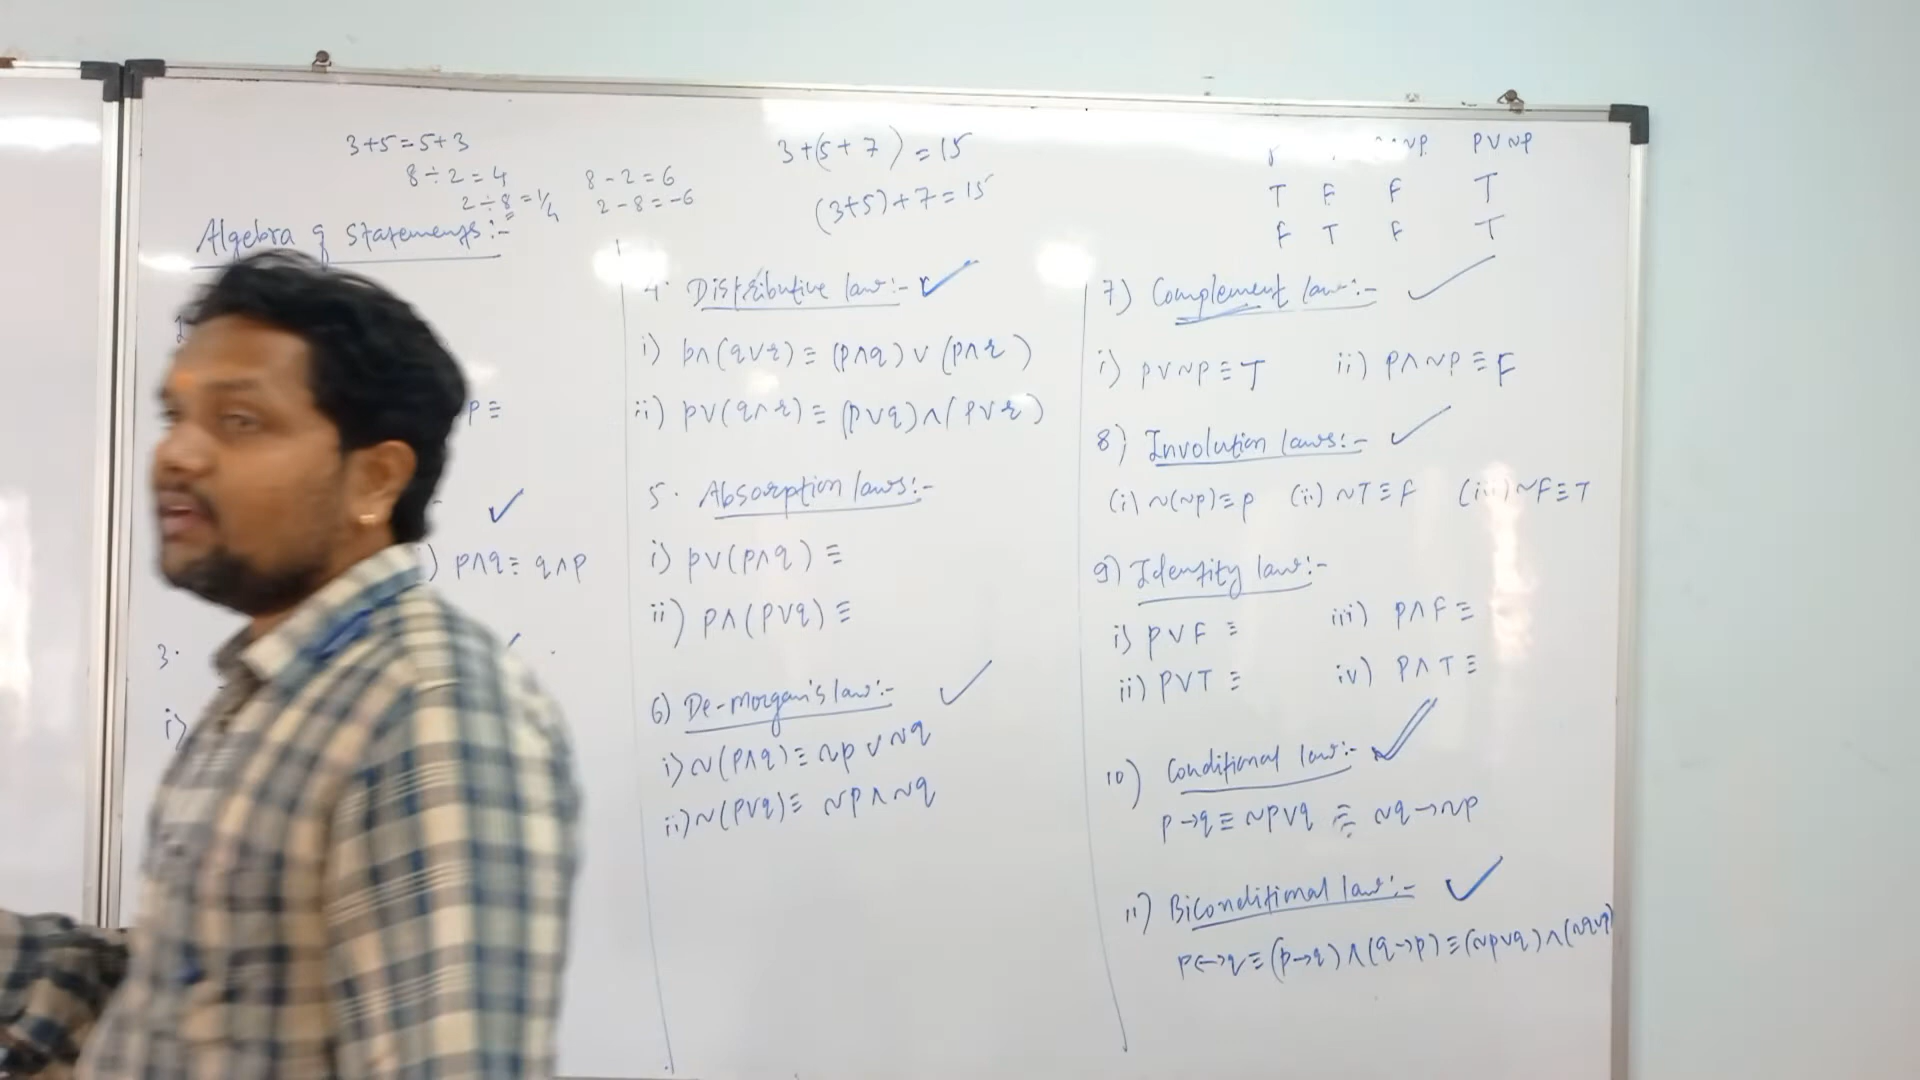 3+5=5+3
8÷2=4
2÷8=1/4
8-2=6
2-8=-6
3+(5+7)=15
(3+5)+7=15
~p p∨~p
T F F T
F T F T
Algebra of Statements:-
p≡
p∧q≡q∧p
3.
i)
4. Distributive law:- ✓
i) p∧(q∨r)≡(p∧q)∨(p∧r)
ii) p∨(q∧r)≡(p∨q)∧(p∨r)
5. Absorption laws:-
i) p∨(p∧q)≡
ii) p∧(p∨q)≡
6) De-morgan's law:- ✓
i) ~(p∧q)≡~p∨~q
ii) ~(p∨q)≡~p∧~q
7) Complement law:- ✓
i) p∨~p≡T ii) p∧~p≡F
8) Involution laws:- ✓
(i) ~(~p)≡p (ii) ~T≡F (iii) ~F≡T
9) Identity law:-
i) p∨F≡ iii) p∧F≡
ii) p∨T≡ iv) p∧T≡
10) Conditional law:- ✓
p→q≡~p∨q≡~q→~p
11) Biconditional law:- ✓
p↔q≡(p→q)∧(q→p)≡(~p∨q)∧(~q∨p)